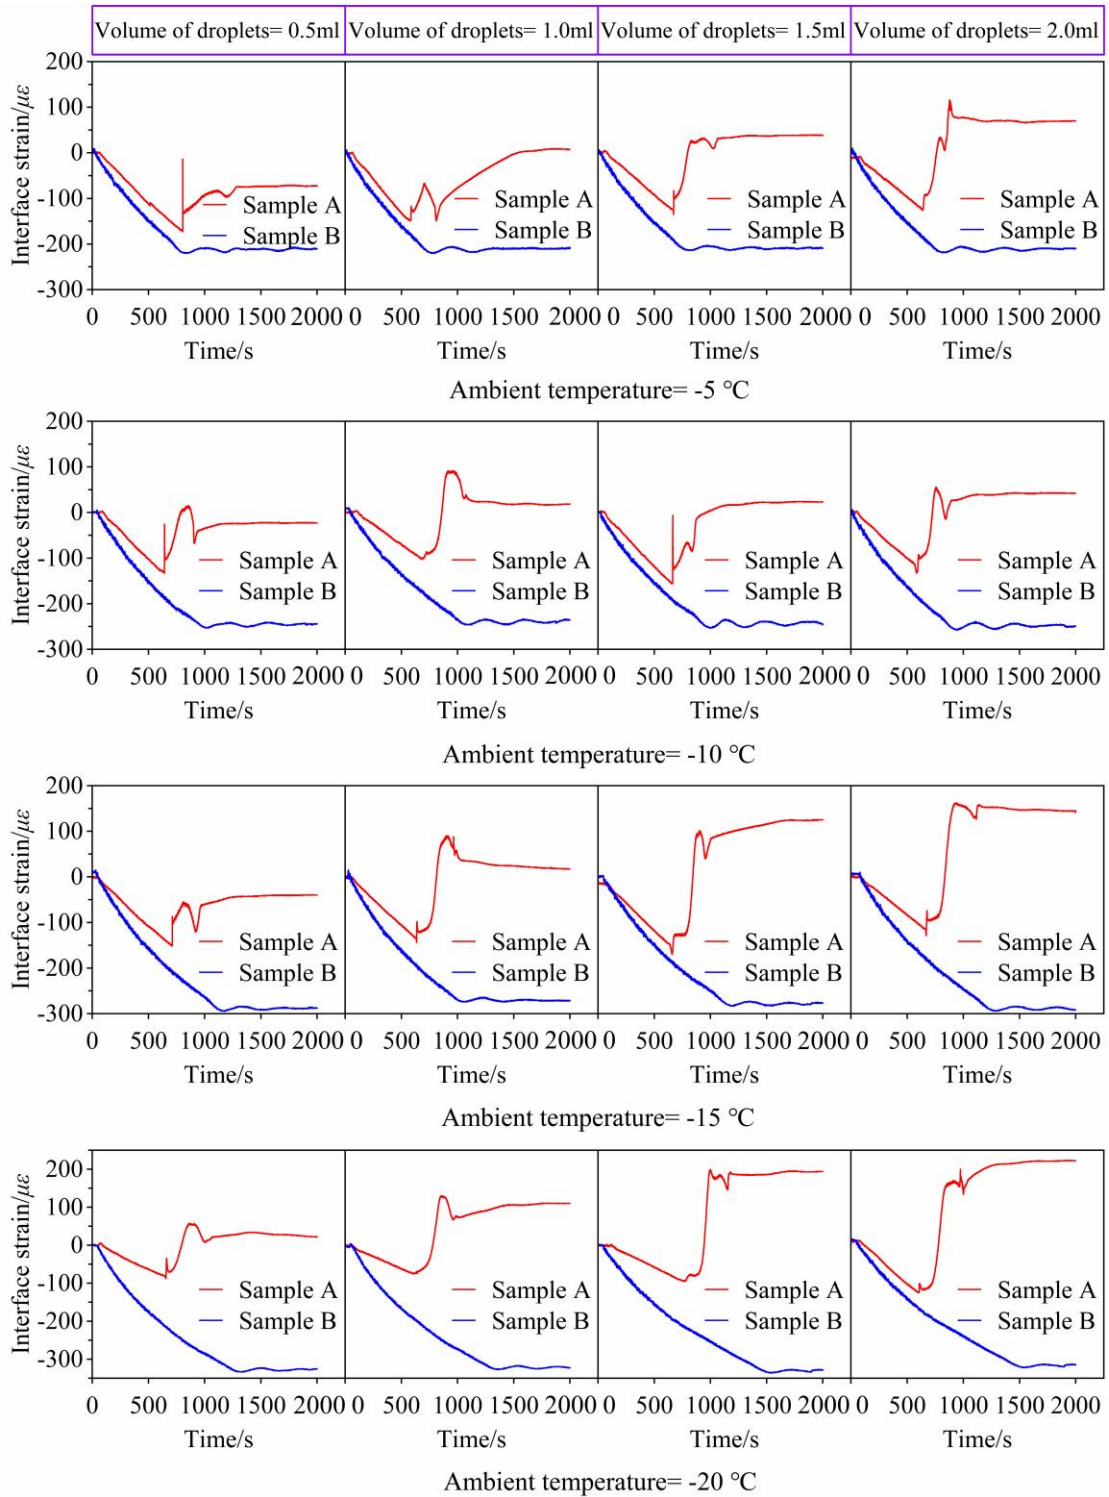 Volume of droplets= 0.5ml Volume of droplets= 1.0ml Volume of droplets= 1.5ml Volume of droplets= 2.0ml
Interface strain/με
200
100
0
-100
-200
-300
Sample A
Sample B
Sample A
Sample B
Sample A
Sample B
Sample A
Sample B
0 500 1000 1500 2000 0 500 1000 1500 2000 0 500 1000 1500 2000 0 500 1000 1500 2000
Time/s Time/s Time/s Time/s
Ambient temperature= -5 ℃
Interface strain/με
200
100
0
-100
-200
-300
Sample A
Sample B
Sample A
Sample B
Sample A
Sample B
Sample A
Sample B
0 500 1000 1500 2000 0 500 1000 1500 2000 0 500 1000 1500 2000 0 500 1000 1500 2000
Time/s Time/s Time/s Time/s
Ambient temperature= -10 ℃
Interface strain/με
200
100
0
-100
-200
-300
Sample A
Sample B
Sample A
Sample B
Sample A
Sample B
Sample A
Sample B
0 500 1000 1500 2000 0 500 1000 1500 2000 0 500 1000 1500 2000 0 500 1000 1500 2000
Time/s Time/s Time/s Time/s
Ambient temperature= -15 ℃
Interface strain/με
200
100
0
-100
-200
-300
Sample A
Sample B
Sample A
Sample B
Sample A
Sample B
Sample A
Sample B
0 500 1000 1500 2000 0 500 1000 1500 2000 0 500 1000 1500 2000 0 500 1000 1500 2000
Time/s Time/s Time/s Time/s
Ambient temperature= -20 ℃